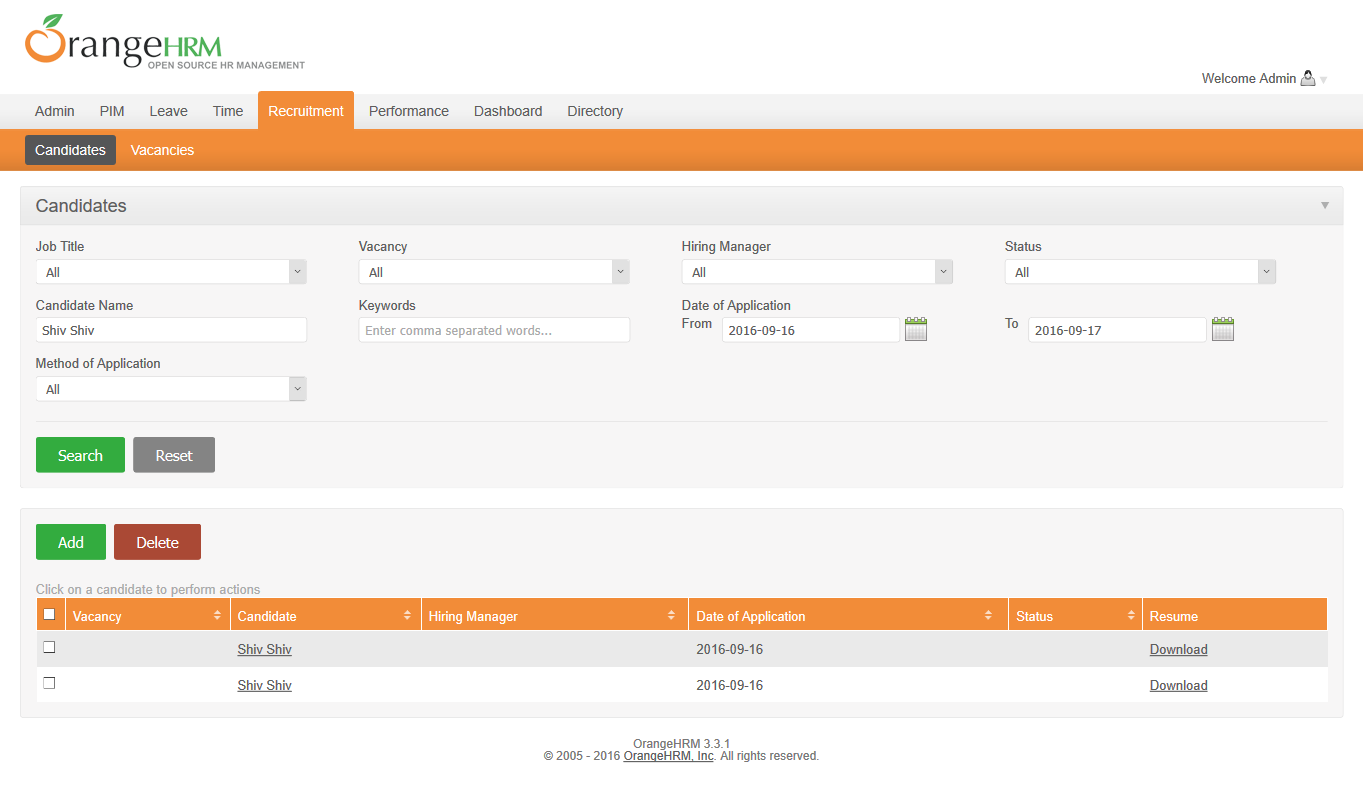 OrangeHRM
OPEN SOURCE HR MANAGEMENT
Welcome Admin
Admin PIM Leave Time Recruitment Performance Dashboard Directory
Candidates Vacancies
Candidates
Job Title Vacancy Hiring Manager Status
All All All All
Candidate Name Keywords Date of Application
Shiv Shiv Enter comma separated words... From 2016-09-16 To 2016-09-17
Method of Application
All
Search Reset
Add Delete
Click on a candidate to perform actions
Vacancy Candidate Hiring Manager Date of Application Status Resume
Shiv Shiv 2016-09-16 Download
Shiv Shiv 2016-09-16 Download
OrangeHRM 3.3.1
© 2005 - 2016 OrangeHRM, Inc. All rights reserved.